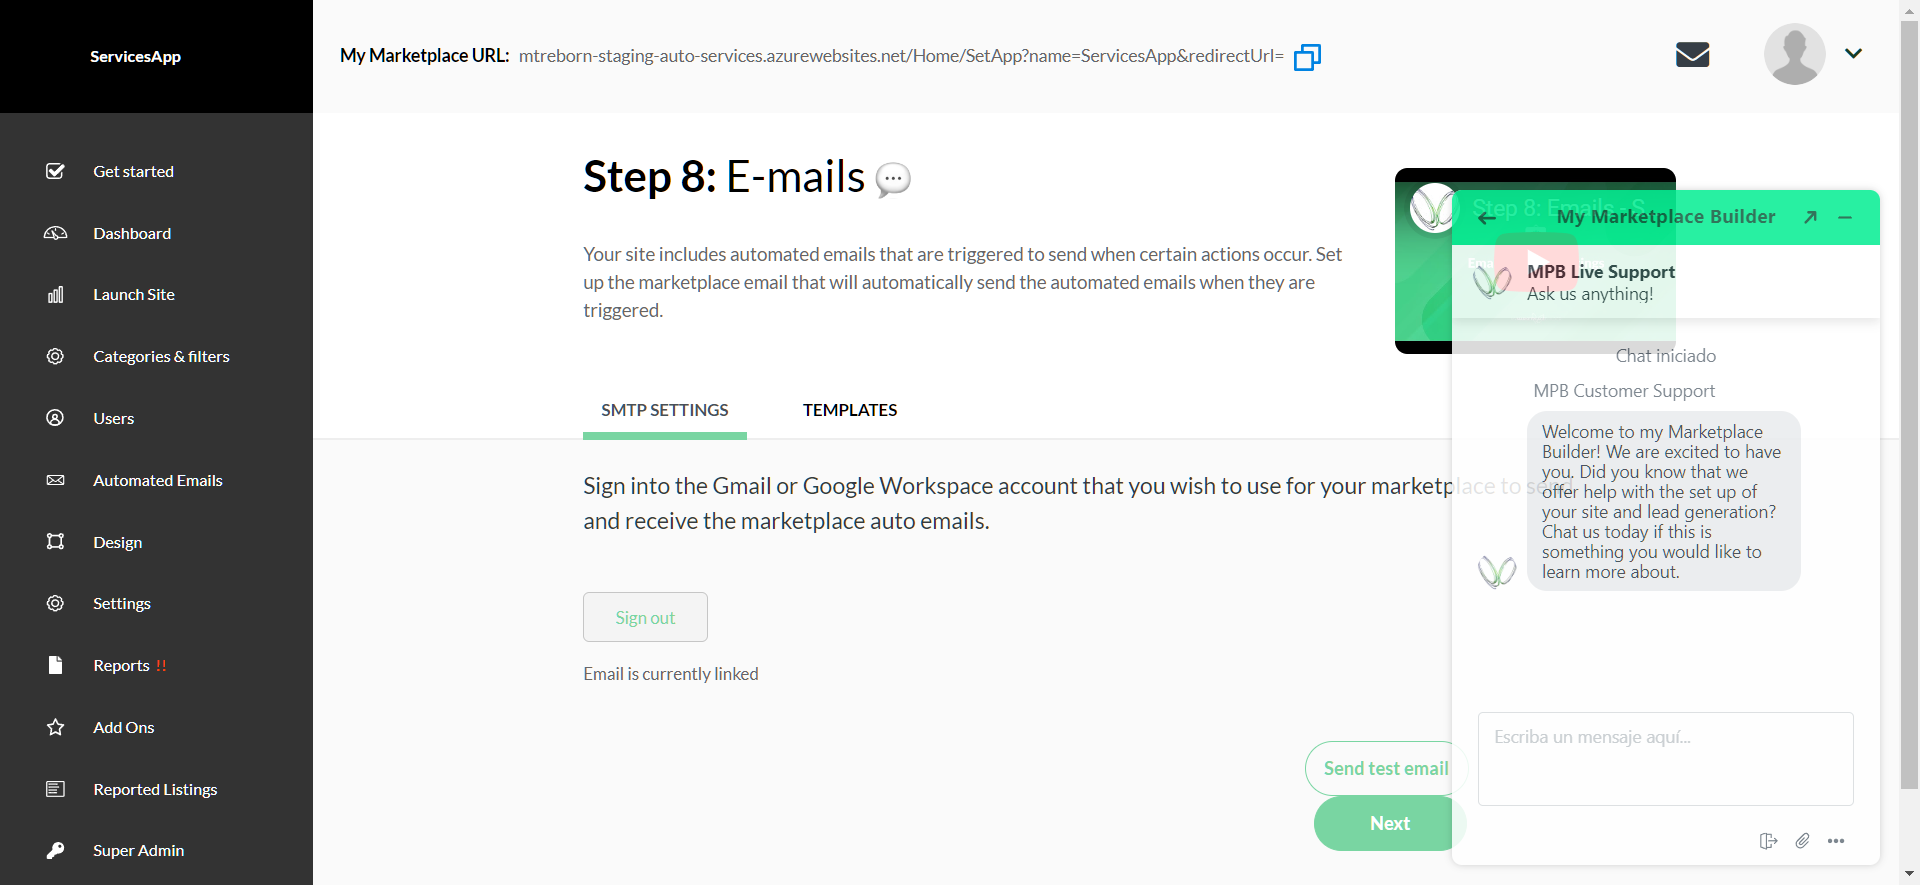 ServicesApp
My Marketplace URL: mtreborn-staging-auto-services.azurewebsites.net/Home/SetApp?name=ServicesApp&redirectUrl=
Get started
Dashboard
Launch Site
Categories & filters
Users
Automated Emails
Design
Settings
Reports !!
Add Ons
Reported Listings
Super Admin
Step 8: E-mails
Your site includes automated emails that are triggered to send when certain actions occur. Set
up the marketplace email that will automatically send the automated emails when they are
triggered.
SMTP SETTINGS
TEMPLATES
Sign into the Gmail or Google Workspace account that you wish to use for your marketplace to send
and receive the marketplace auto emails.
Sign out
Email is currently linked
Send test email
Next
Step 8: Emails - S
My Marketplace Builder
MPB Live Support
Ask us anything!
Chat iniciado
MPB Customer Support
Welcome to my Marketplace
Builder! We are excited to have
you. Did you know that we
offer help with the set up of
your site and lead generation?
Chat us today if this is
something you would like to
learn more about.
Escriba un mensaje aquí...